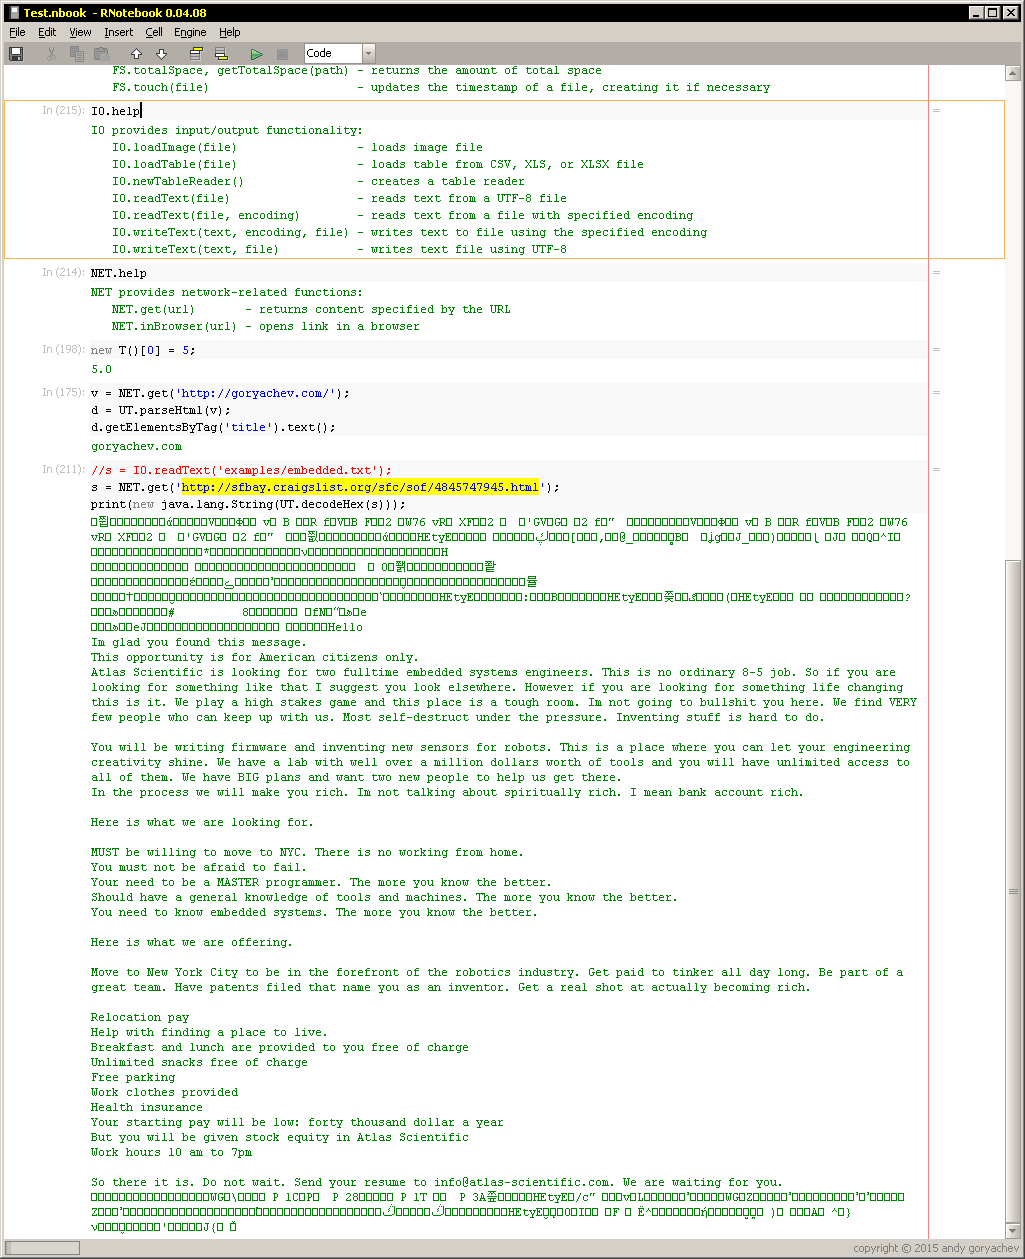 Test.nbook - RNotebook 0.04.08
File Edit View Insert Cell Engine Help
Code
FS.totalSpace, getTotalSpace(path) - returns the amount of total space
FS.touch(file) - updates the timestamp of a file, creating it if necessary
In (215): IO.help
IO provides input/output functionality:
IO.loadImage(file) - loads image file
IO.loadTable(file) - loads table from CSV, XLS, or XLSX file
IO.newTableReader() - creates a table reader
IO.readText(file) - reads text from a UTF-8 file
IO.readText(file, encoding) - reads text from a file with specified encoding
IO.writeText(text, encoding, file) - writes text to file using the specified encoding
IO.writeText(text, file) - writes text file using UTF-8
In (214): NET.help
NET provides network-related functions:
NET.get(url) - returns content specified by the URL
NET.inBrowser(url) - opens link in a browser
In (198): new T()[0] = 5;
5.0
In (175): v = NET.get('http://goryachev.com/');
d = UT.parseHtml(v);
d.getElementsByTag('title').text();
goryachev.com
In (211): //s = IO.readText('examples/embedded.txt');
s = NET.get('http://sfbay.craigslist.org/sfc/sof/4845747945.html');
print(new java.lang.String(UT.decodeHex(s)));
Hello
Im glad you found this message.
This opportunity is for American citizens only.
Atlas Scientific is looking for two fulltime embedded systems engineers. This is no ordinary 8-5 job. So if you are
looking for something like that I suggest you look elsewhere. However if you are looking for something life changing
this is it. We play a high stakes game and this place is a tough room. Im not going to bullshit you here. We find VERY
few people who can keep up with us. Most self-destruct under the pressure. Inventing stuff is hard to do.
You will be writing firmware and inventing new sensors for robots. This is a place where you can let your engineering
creativity shine. We have a lab with well over a million dollars worth of tools and you will have unlimited access to
all of them. We have BIG plans and want two new people to help us get there.
In the process we will make you rich. Im not talking about spiritually rich. I mean bank account rich.
Here is what we are looking for.
MUST be willing to move to NYC. There is no working from home.
You must not be afraid to fail.
Your need to be a MASTER programmer. The more you know the better.
Should have a general knowledge of tools and machines. The more you know the better.
You need to know embedded systems. The more you know the better.
Here is what we are offering.
Move to New York City to be in the forefront of the robotics industry. Get paid to tinker all day long. Be part of a
great team. Have patents filed that name you as an inventor. Get a real shot at actually becoming rich.
Relocation pay
Help with finding a place to live.
Breakfast and lunch are provided to you free of charge
Unlimited snacks free of charge
Free parking
Work clothes provided
Health insurance
Your starting pay will be low: forty thousand dollar a year
But you will be given stock equity in Atlas Scientific
Work hours 10 am to 7pm
So there it is. Do not wait. Send your resume to info@atlas-scientific.com. We are waiting for you.
copyright © 2015 andy goryachev